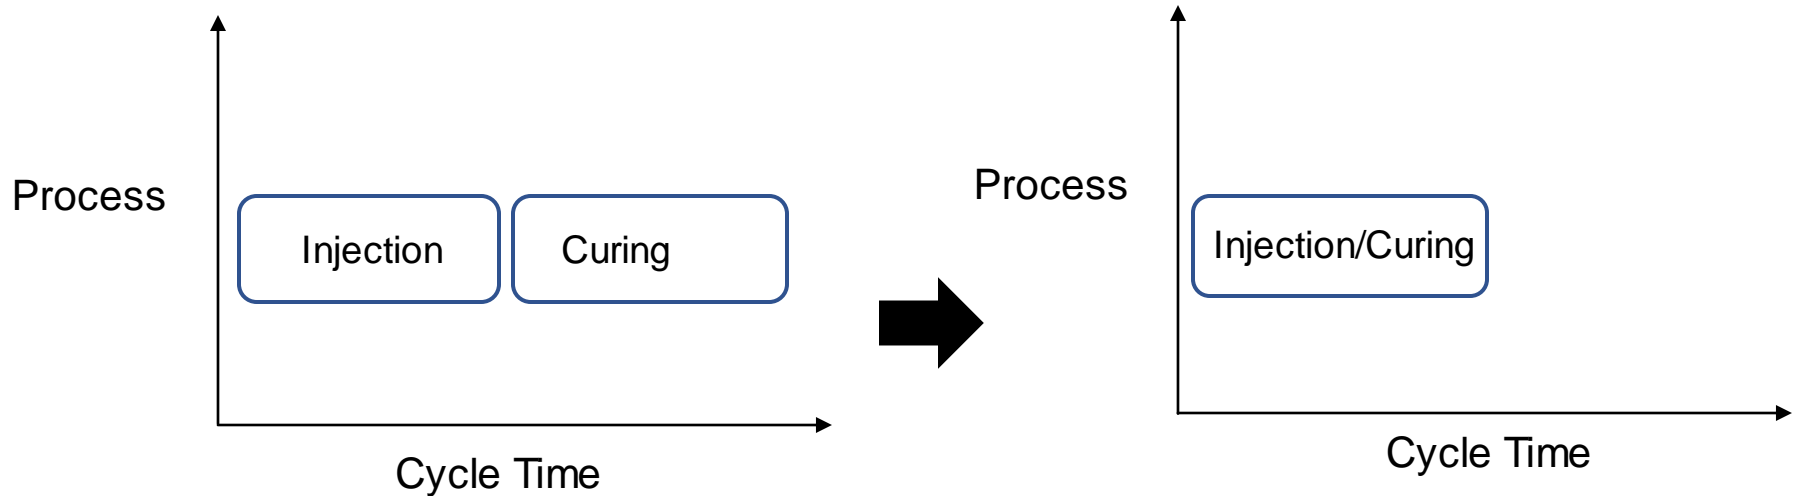 Process
Injection
Curing
Cycle Time
Process
Injection/Curing
Cycle Time